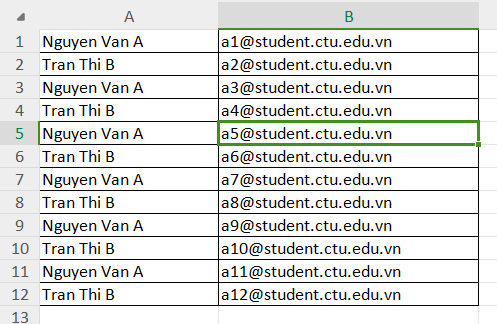 A B
1 Nguyen Van A a1@student.ctu.edu.vn
2 Tran Thi B a2@student.ctu.edu.vn
3 Nguyen Van A a3@student.ctu.edu.vn
4 Tran Thi B a4@student.ctu.edu.vn
5 Nguyen Van A a5@student.ctu.edu.vn
6 Tran Thi B a6@student.ctu.edu.vn
7 Nguyen Van A a7@student.ctu.edu.vn
8 Tran Thi B a8@student.ctu.edu.vn
9 Nguyen Van A a9@student.ctu.edu.vn
10 Tran Thi B a10@student.ctu.edu.vn
11 Nguyen Van A a11@student.ctu.edu.vn
12 Tran Thi B a12@student.ctu.edu.vn
13